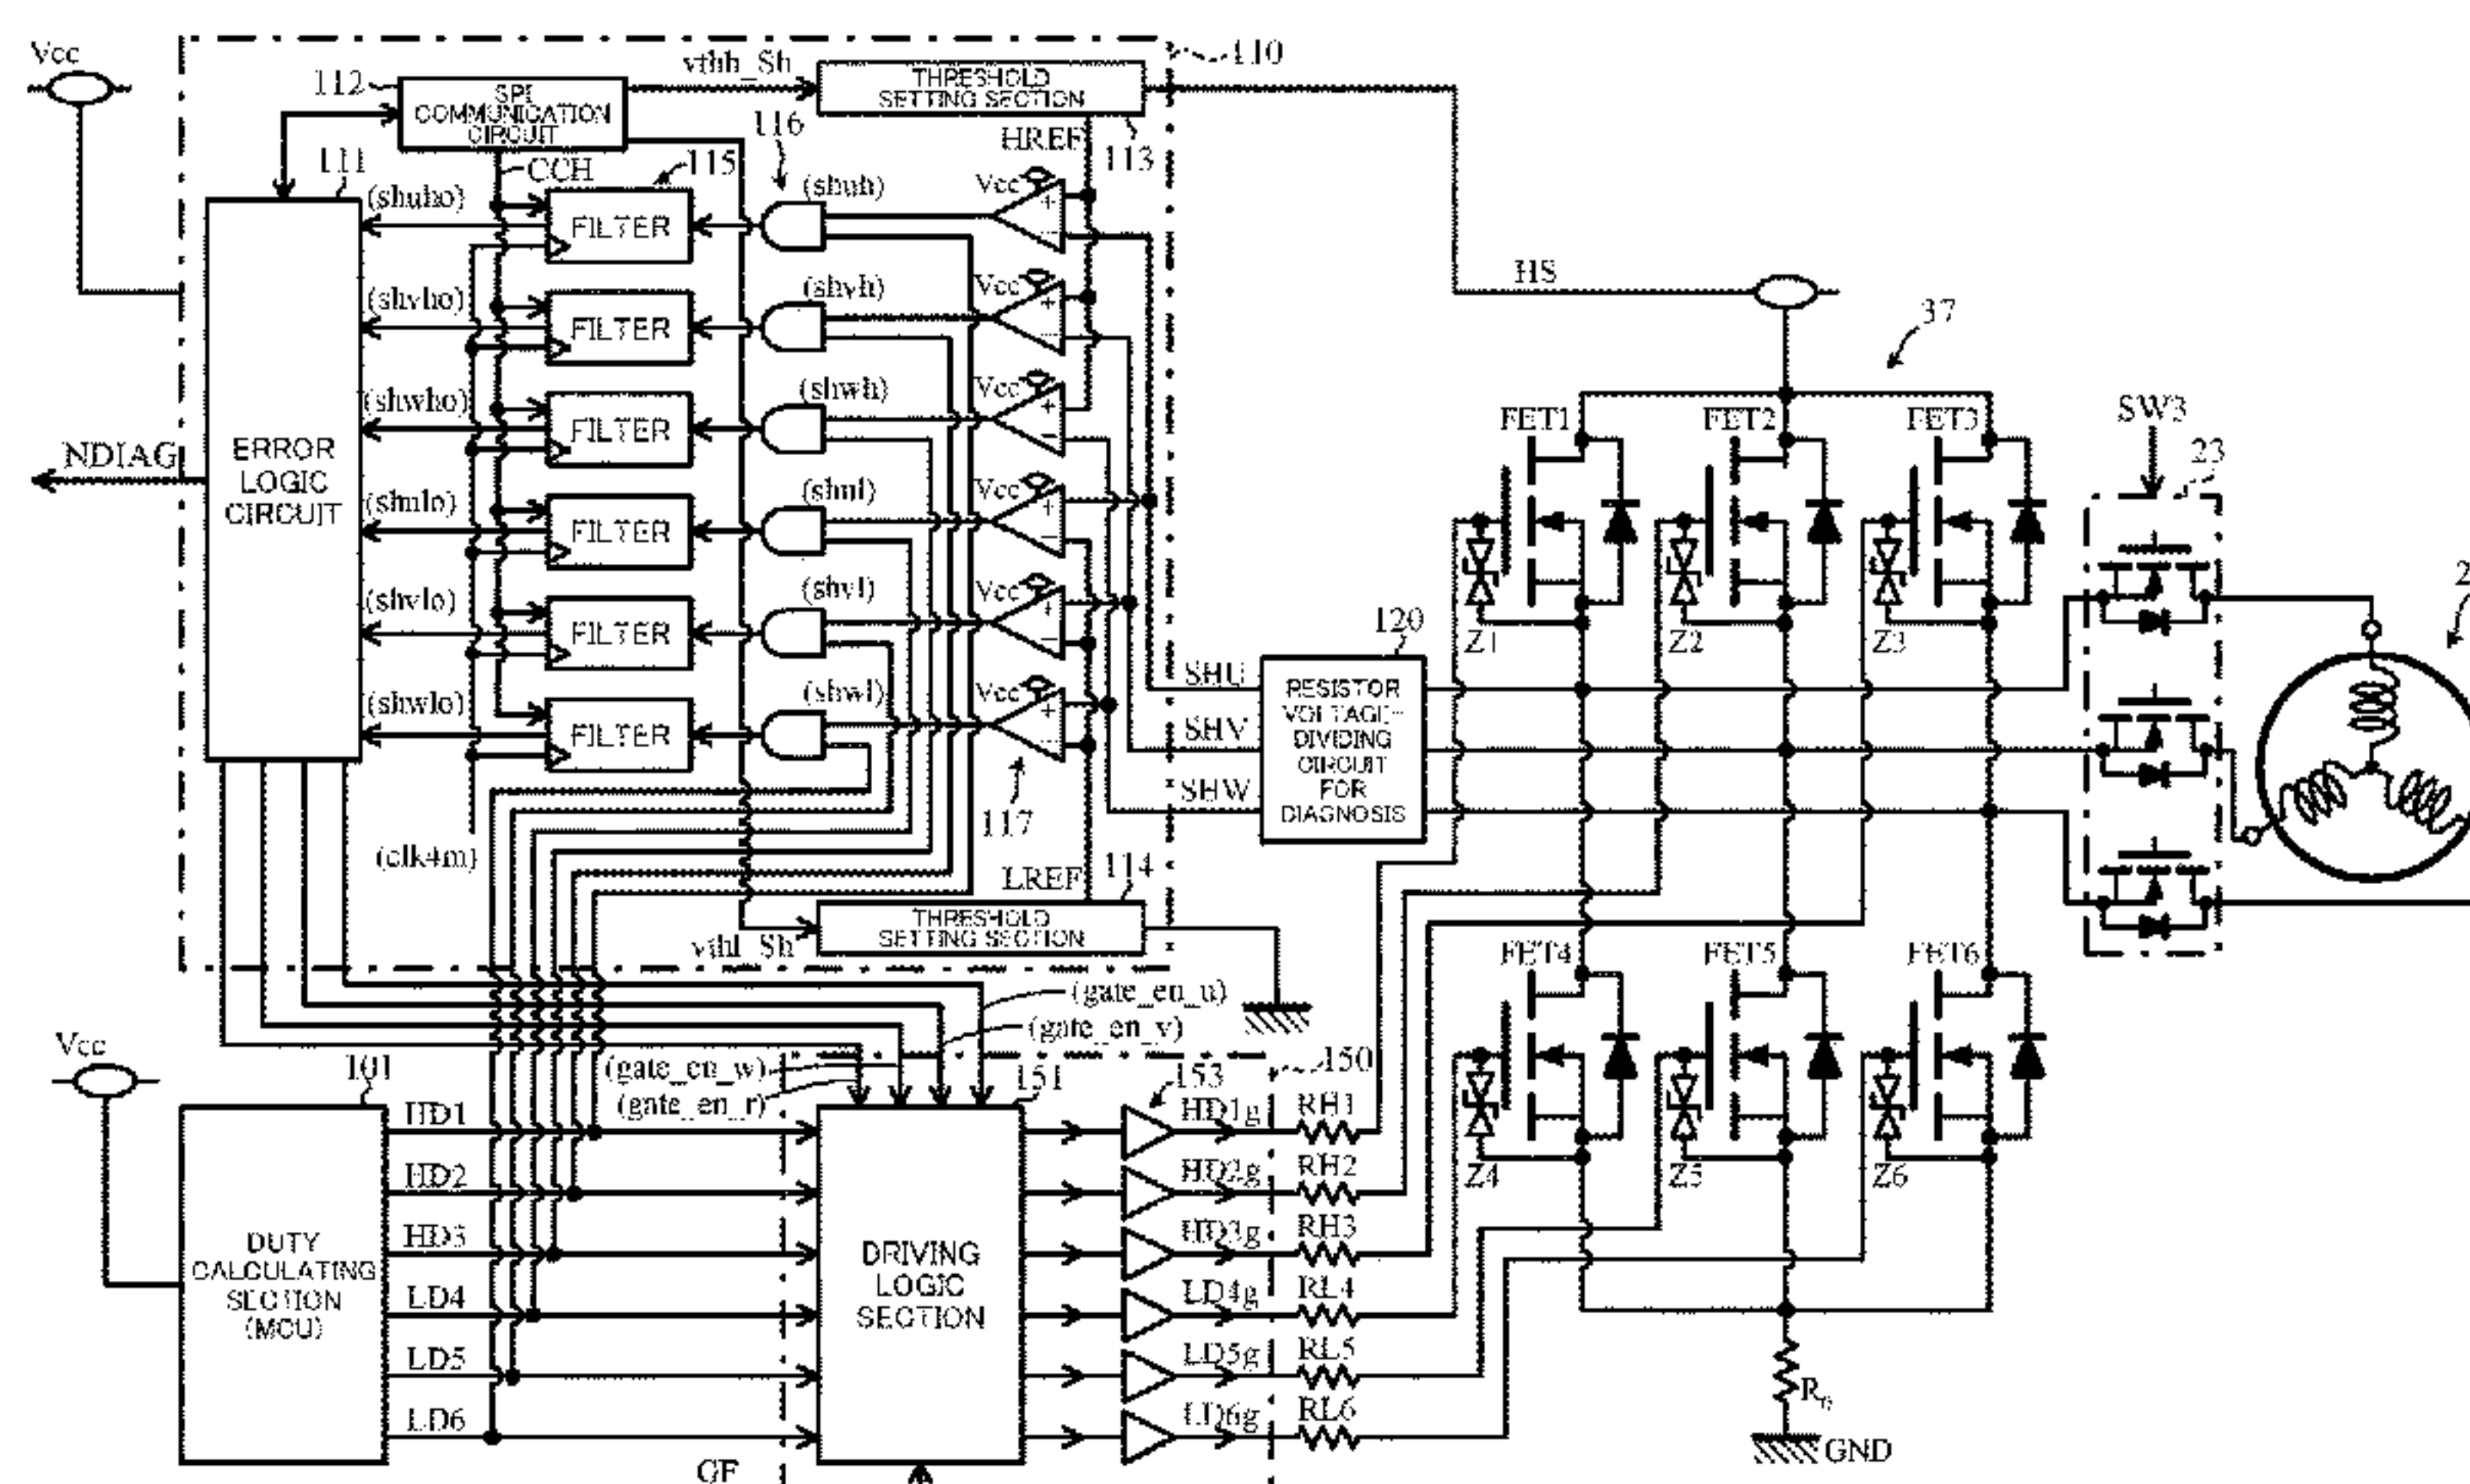 Vcc
112
SPI
COMMUNICATION
CIRCUIT
vthh_Sh
THRESHOLD
SETTING SECTION
110
HREF
113
111
CCH
115
116
(shuho)
FILTER
(shuh)
Vcc
+
−
(shvho)
FILTER
(shvh)
Vcc
+
−
(shwho)
FILTER
(shwh)
Vcc
+
−
NDIAG
ERROR
LOGIC
CIRCUIT
(shulo)
FILTER
(shul)
Vcc
+
−
(shvlo)
FILTER
(shvl)
Vcc
+
−
(shwlo)
FILTER
(shwl)
Vcc
+
−
(clk4m)
117
LREF
114
THRESHOLD
SETTING SECTION
vthl_Sh
HS
37
FET1
FET2
FET3
SW3
23
2
Z1
Z2
Z3
120
SHU
SHV
SHW
RESISTOR
VOLTAGE-
DIVIDING
CIRCUIT
FOR
DIAGNOSIS
FET4
FET5
FET6
Z4
Z5
Z6
(gate_en_u)
(gate_en_v)
(gate_en_w)
(gate_en_r)
Vcc
101
DUTY
CALCULATING
SECTION
(MCU)
HD1
HD2
HD3
LD4
LD5
LD6
151
DRIVING
LOGIC
SECTION
153
150
HD1g
RH1
HD2g
RH2
HD3g
RH3
LD4g
RL4
LD5g
RL5
LD6g
RL6
GND